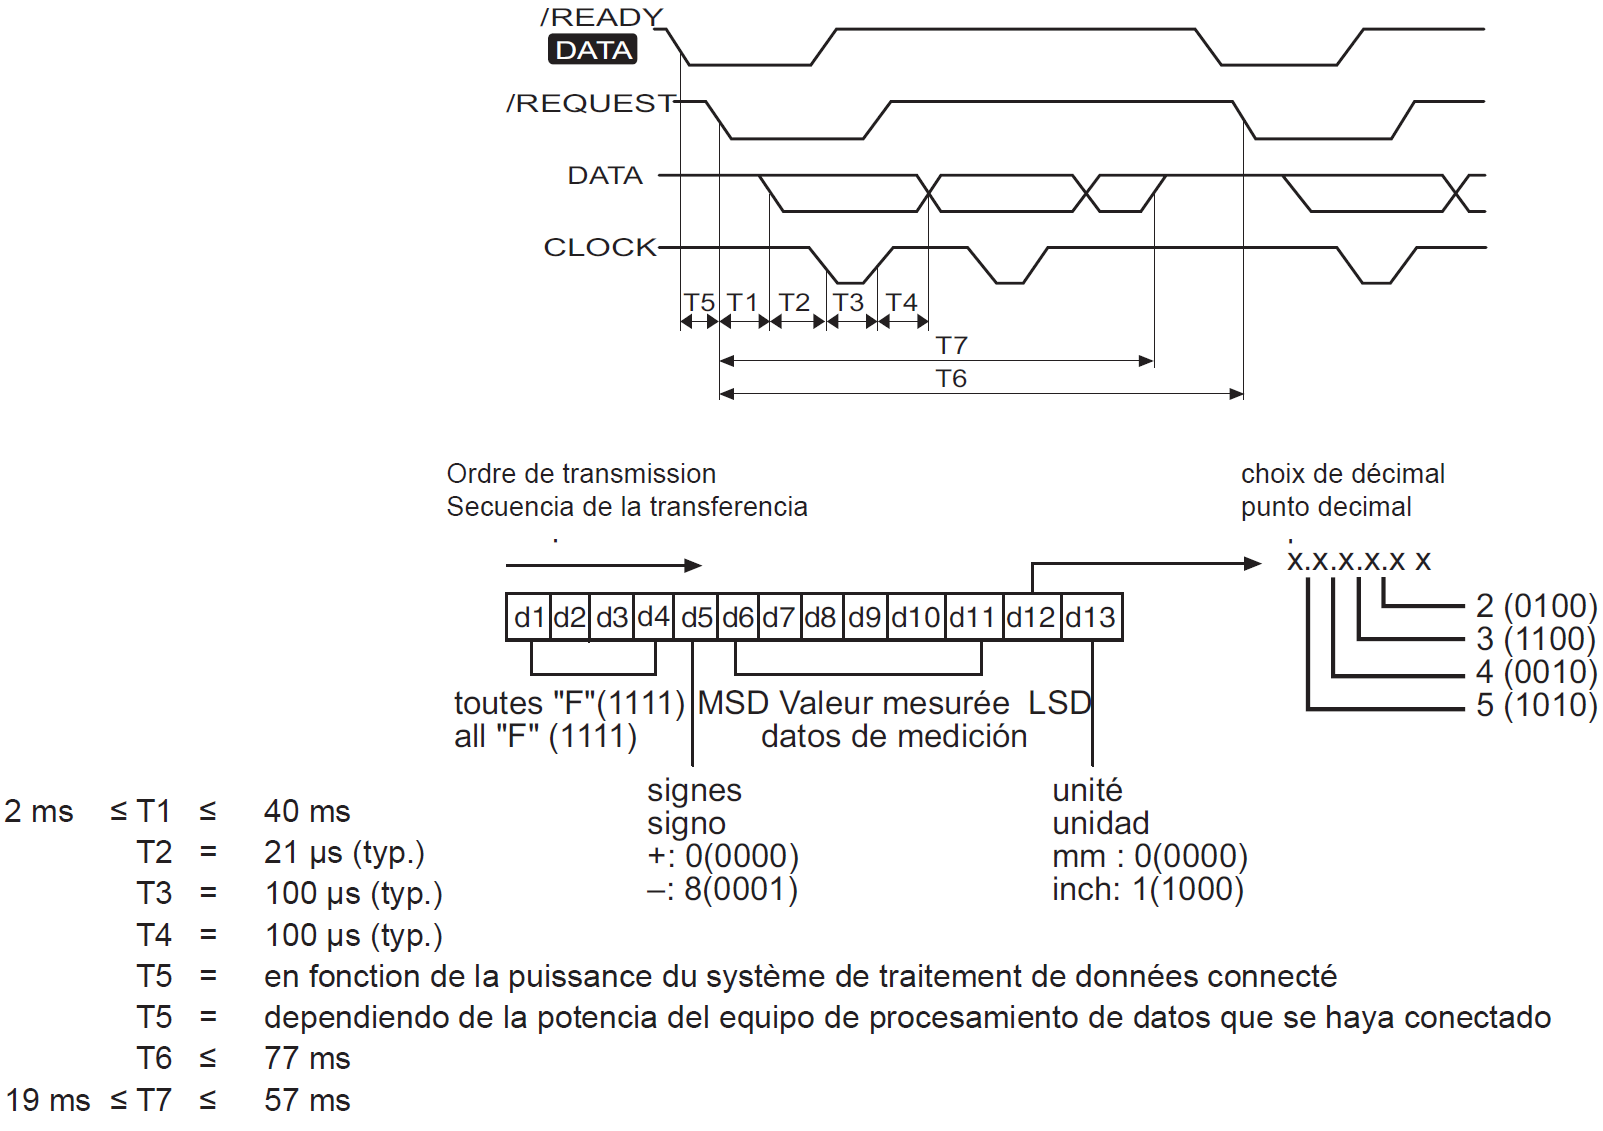 /READY
DATA
/REQUEST
DATA
CLOCK
T5 T1 T2 T3 T4
T7
T6
Ordre de transmission
Secuencia de la transferencia
choix de décimal
punto decimal
x.x.x.x.x x
d1 d2 d3 d4 d5 d6 d7 d8 d9 d10 d11 d12 d13
2 (0100)
3 (1100)
4 (0010)
5 (1010)
toutes "F"(1111)
all "F" (1111)
MSD Valeur mesurée LSD
datos de medición
signes
signo
+: 0(0000)
–: 8(0001)
unité
unidad
mm : 0(0000)
inch: 1(1000)
2 ms ≤ T1 ≤ 40 ms
T2 = 21 µs (typ.)
T3 = 100 µs (typ.)
T4 = 100 µs (typ.)
T5 = en fonction de la puissance du système de traitement de données connecté
T5 = dependiendo de la potencia del equipo de procesamiento de datos que se haya conectado
T6 ≤ 77 ms
19 ms ≤ T7 ≤ 57 ms